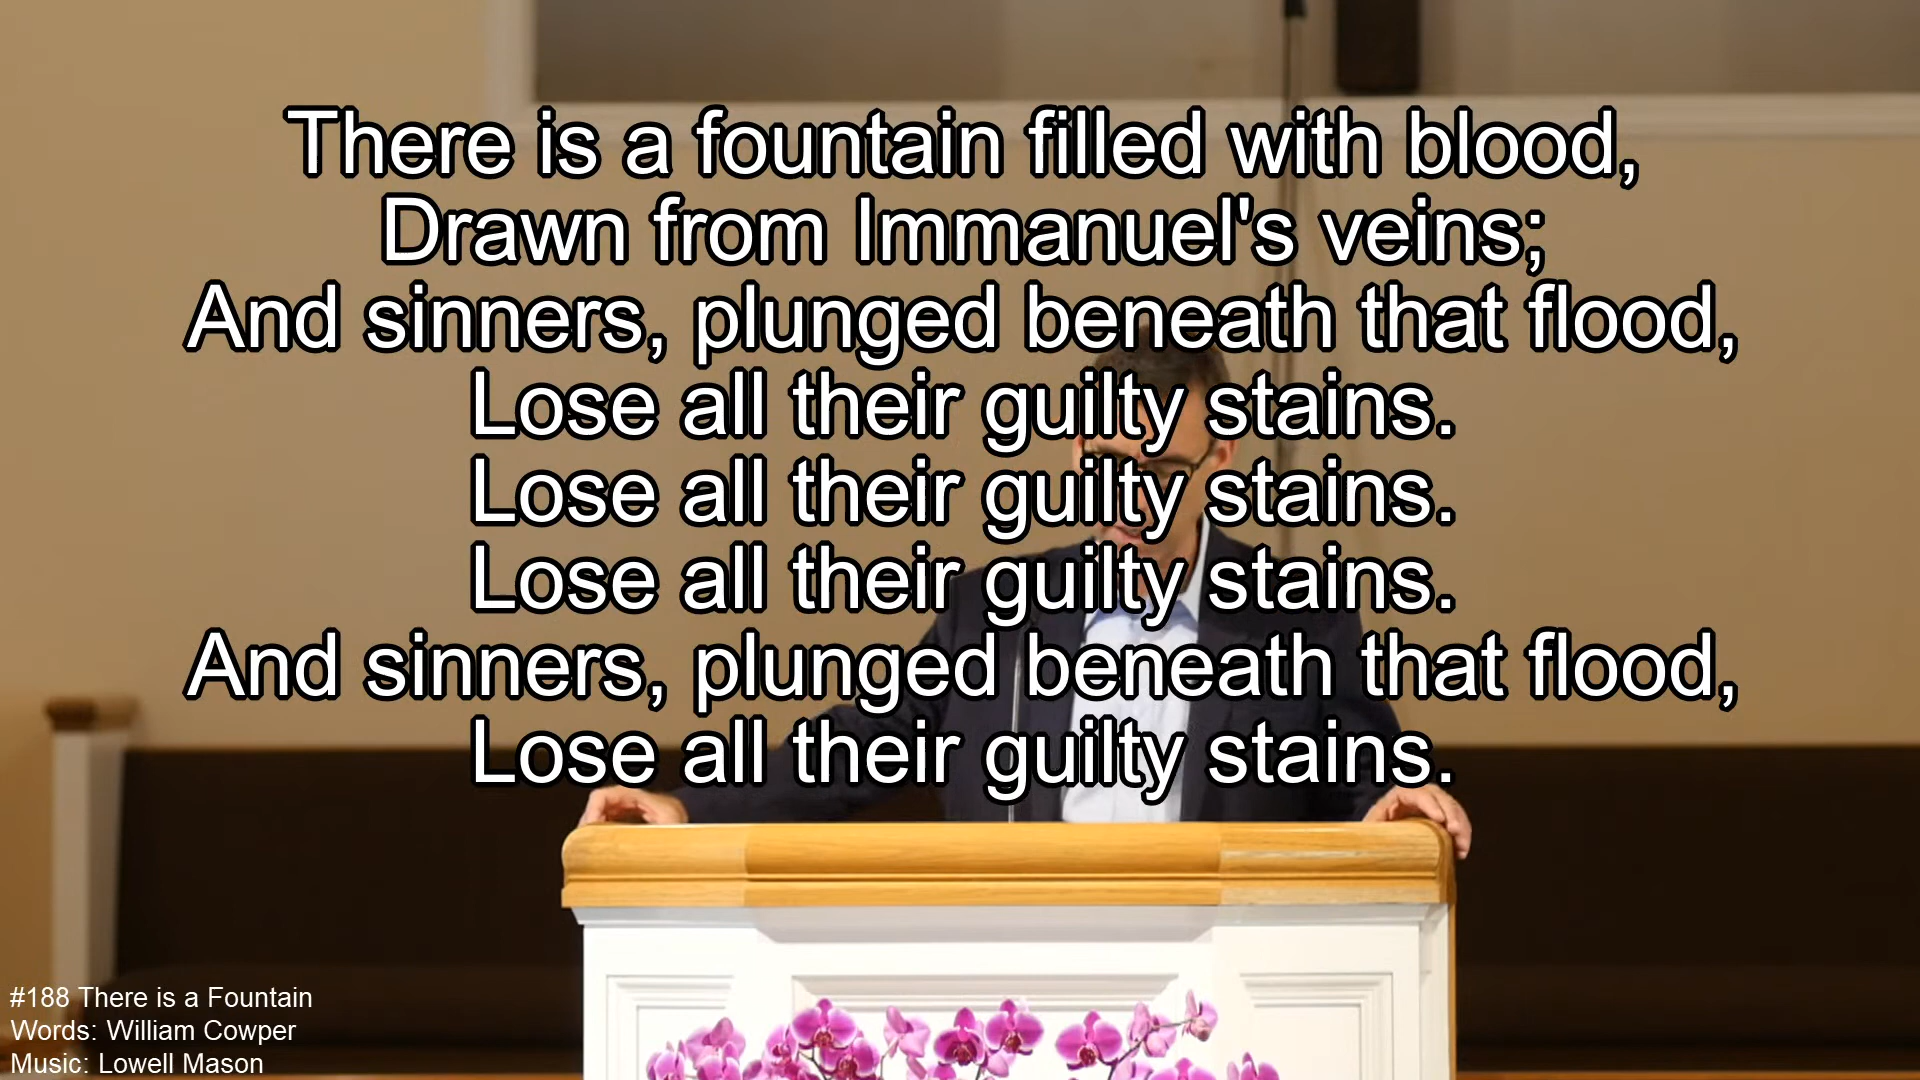 There is a fountain filled with blood,
Drawn from Immanuel's veins;
And sinners, plunged beneath that flood,
Lose all their guilty stains.
Lose all their guilty stains.
Lose all their guilty stains.
And sinners, plunged beneath that flood,
Lose all their guilty stains.
#188 There is a Fountain
Words: William Cowper
Music: Lowell Mason